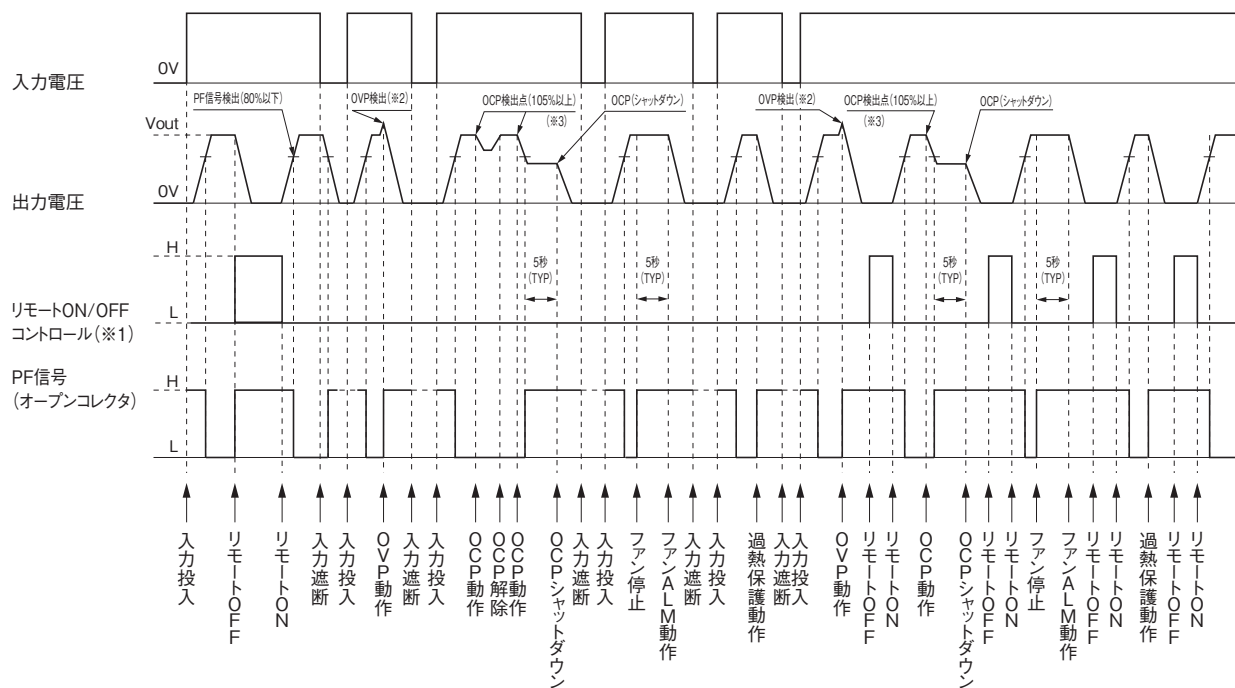 入力電圧
0V
PF信号検出(80%以下)
OVP検出(※2)
OCP検出点(105%以上)
(※3)
OCP(シャットダウン)
OVP検出(※2)
OCP検出点(105%以上)
(※3)
OCP(シャットダウン)
Vout
0V
出力電圧
H
L
リモートON/OFF
コントロール(※1)
5秒
(TYP)
5秒
(TYP)
5秒
(TYP)
5秒
(TYP)
PF信号
(オープンコレクタ)
H
L
入力投入
リモートOFF
リモートON
入力遮断
入力投入
OVP動作
入力遮断
入力投入
OCP動作
OCP解除
OCP動作
OCPシャットダウン
入力遮断
入力投入
ファン停止
ファンALM動作
入力遮断
入力投入
過熱保護動作
入力遮断
入力投入
OVP動作
リモートOFF
リモートON
OCP動作
OCPシャットダウン
リモートOFF
リモートON
ファン停止
ファンALM動作
リモートOFF
リモートON
過熱保護動作
リモートOFF
リモートON